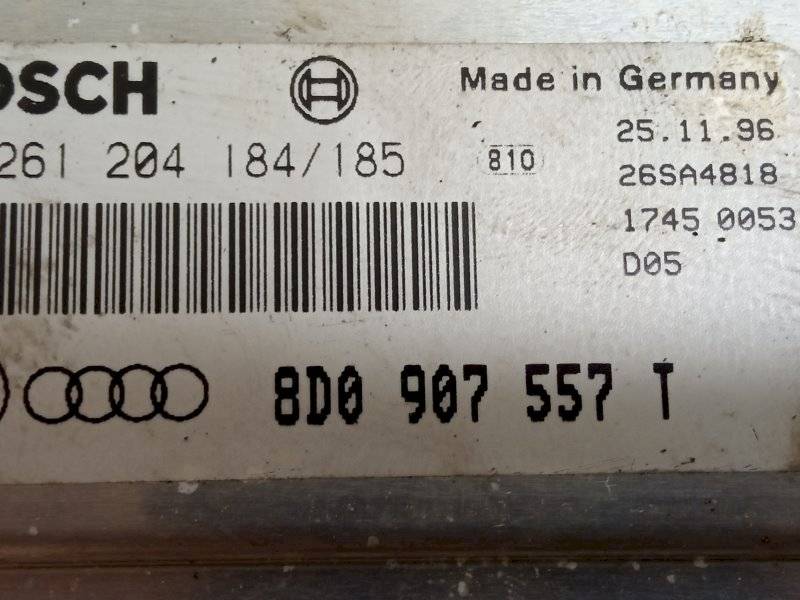 OSCH
Made in Germany
261 204 184/185
810
25.11.96
26SA4818
1745 0053
D05
8D0 907 557 T